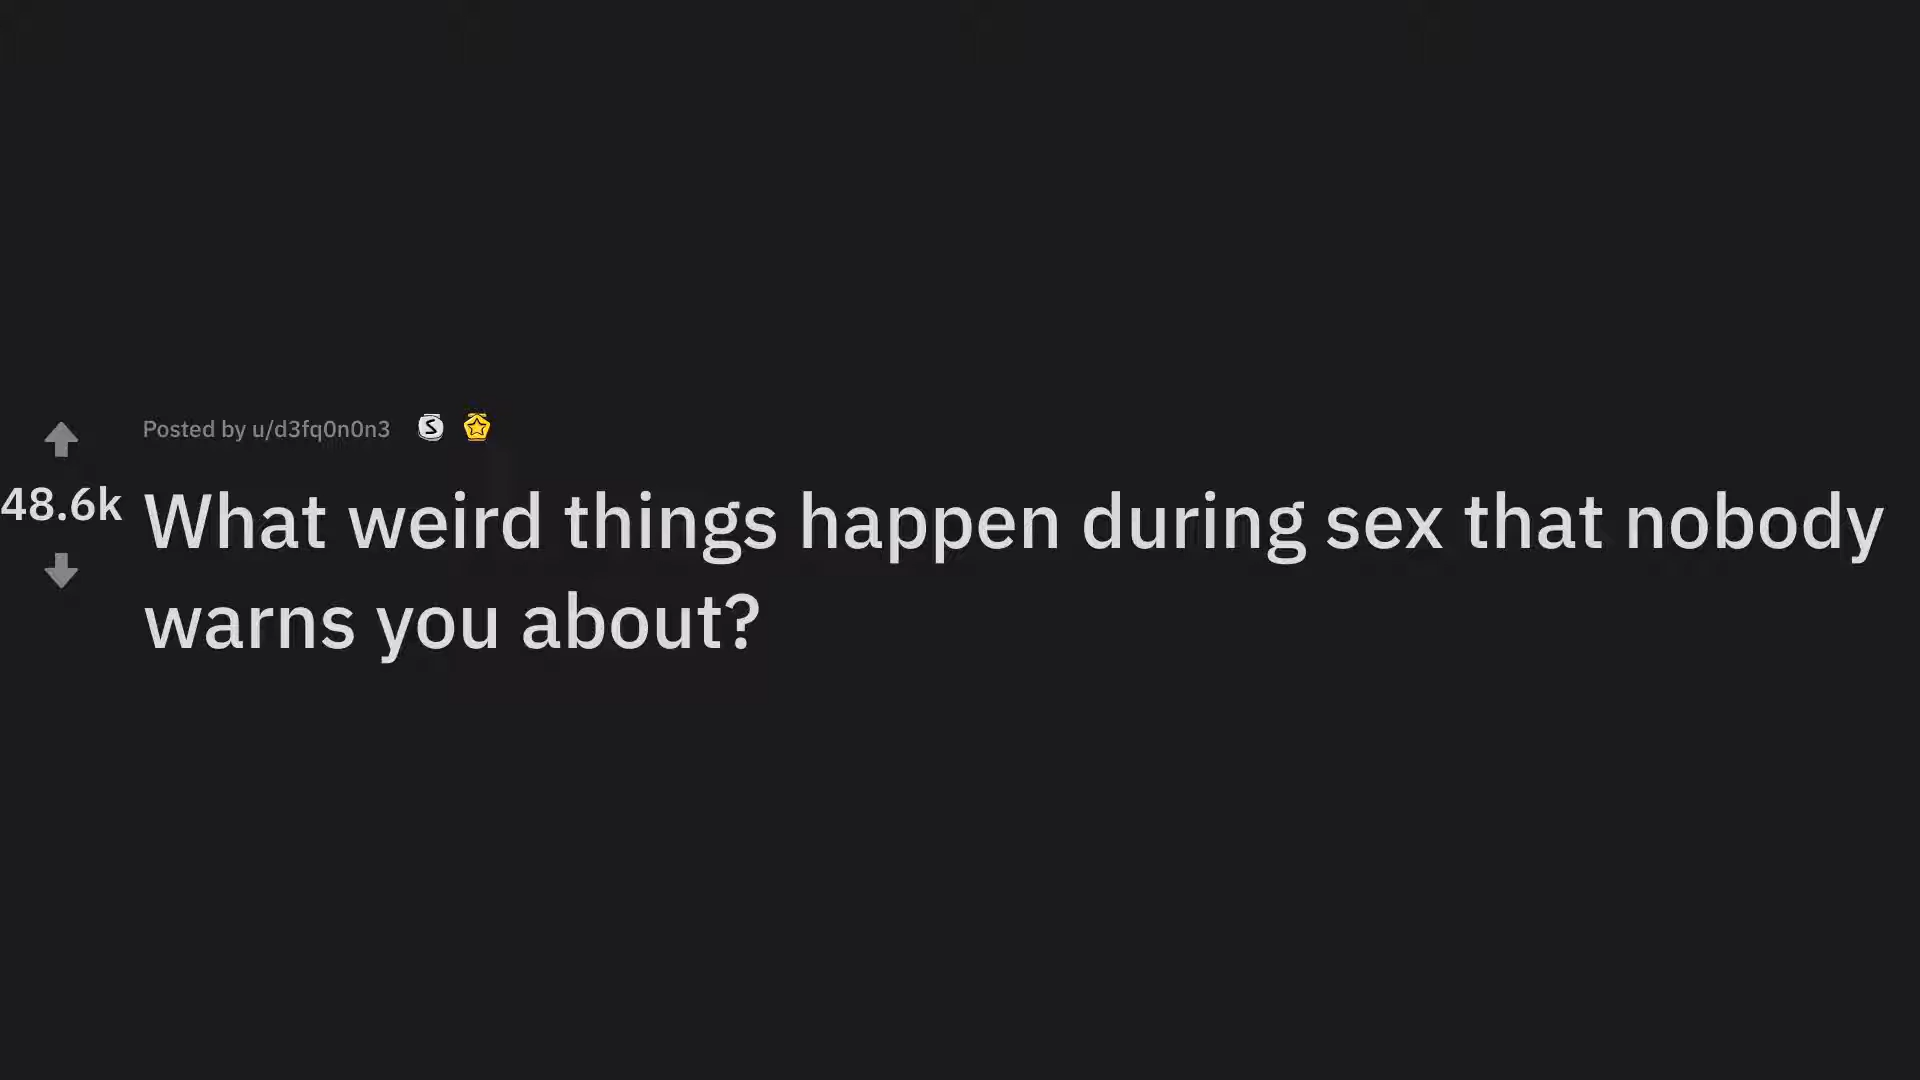 Posted by u/d3fq0n0n3
48.6k
What weird things happen during sex that nobody
warns you about?